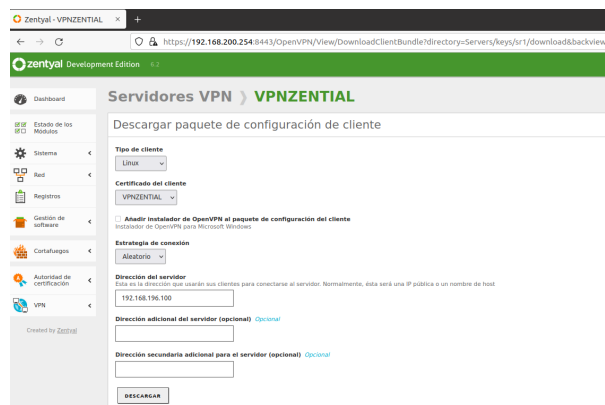 Zentyal - VPNZENTIAL
https://192.168.200.254:8443/OpenVPN/View/DownloadClientBundle?directory=Servers/keys/sr1/download&backview
zentyal Development Edition 6.2
Dashboard
Estado de los
Módulos
Sistema
Red
Registros
Gestión de
software
Cortafuegos
Autoridad de
certificación
VPN
Created by Zentyal
Servidores VPN VPNZENTIAL
Descargar paquete de configuración de cliente
Tipo de cliente
Linux
Certificado del cliente
VPNZENTIAL
Añadir instalador de OpenVPN al paquete de configuración del cliente
Instalador de OpenVPN para Microsoft Windows
Estrategia de conexión
Aleatorio
Dirección del servidor
Esta es la dirección que usarán sus clientes para conectarse al servidor. Normalmente, ésta será una IP pública o un nombre de host
192.168.196.100
Dirección adicional del servidor (opcional) Opcional
Dirección secundaria adicional para el servidor (opcional) Opcional
DESCARGAR